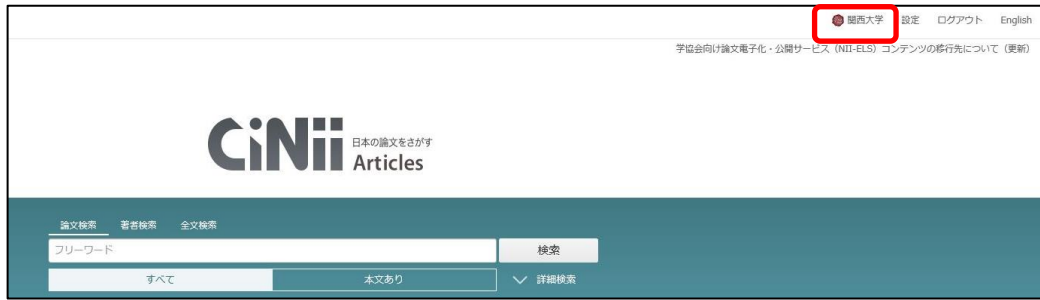 関西大学 設定 ログアウト English
学協会向け論文電子化・公開サービス（NII-ELS）コンテンツの移行先について（更新）
CiNii 日本の論文をさがす
Articles
論文検索 著者検索 全文検索
フリーワード 検索
すべて 本文あり 詳細検索